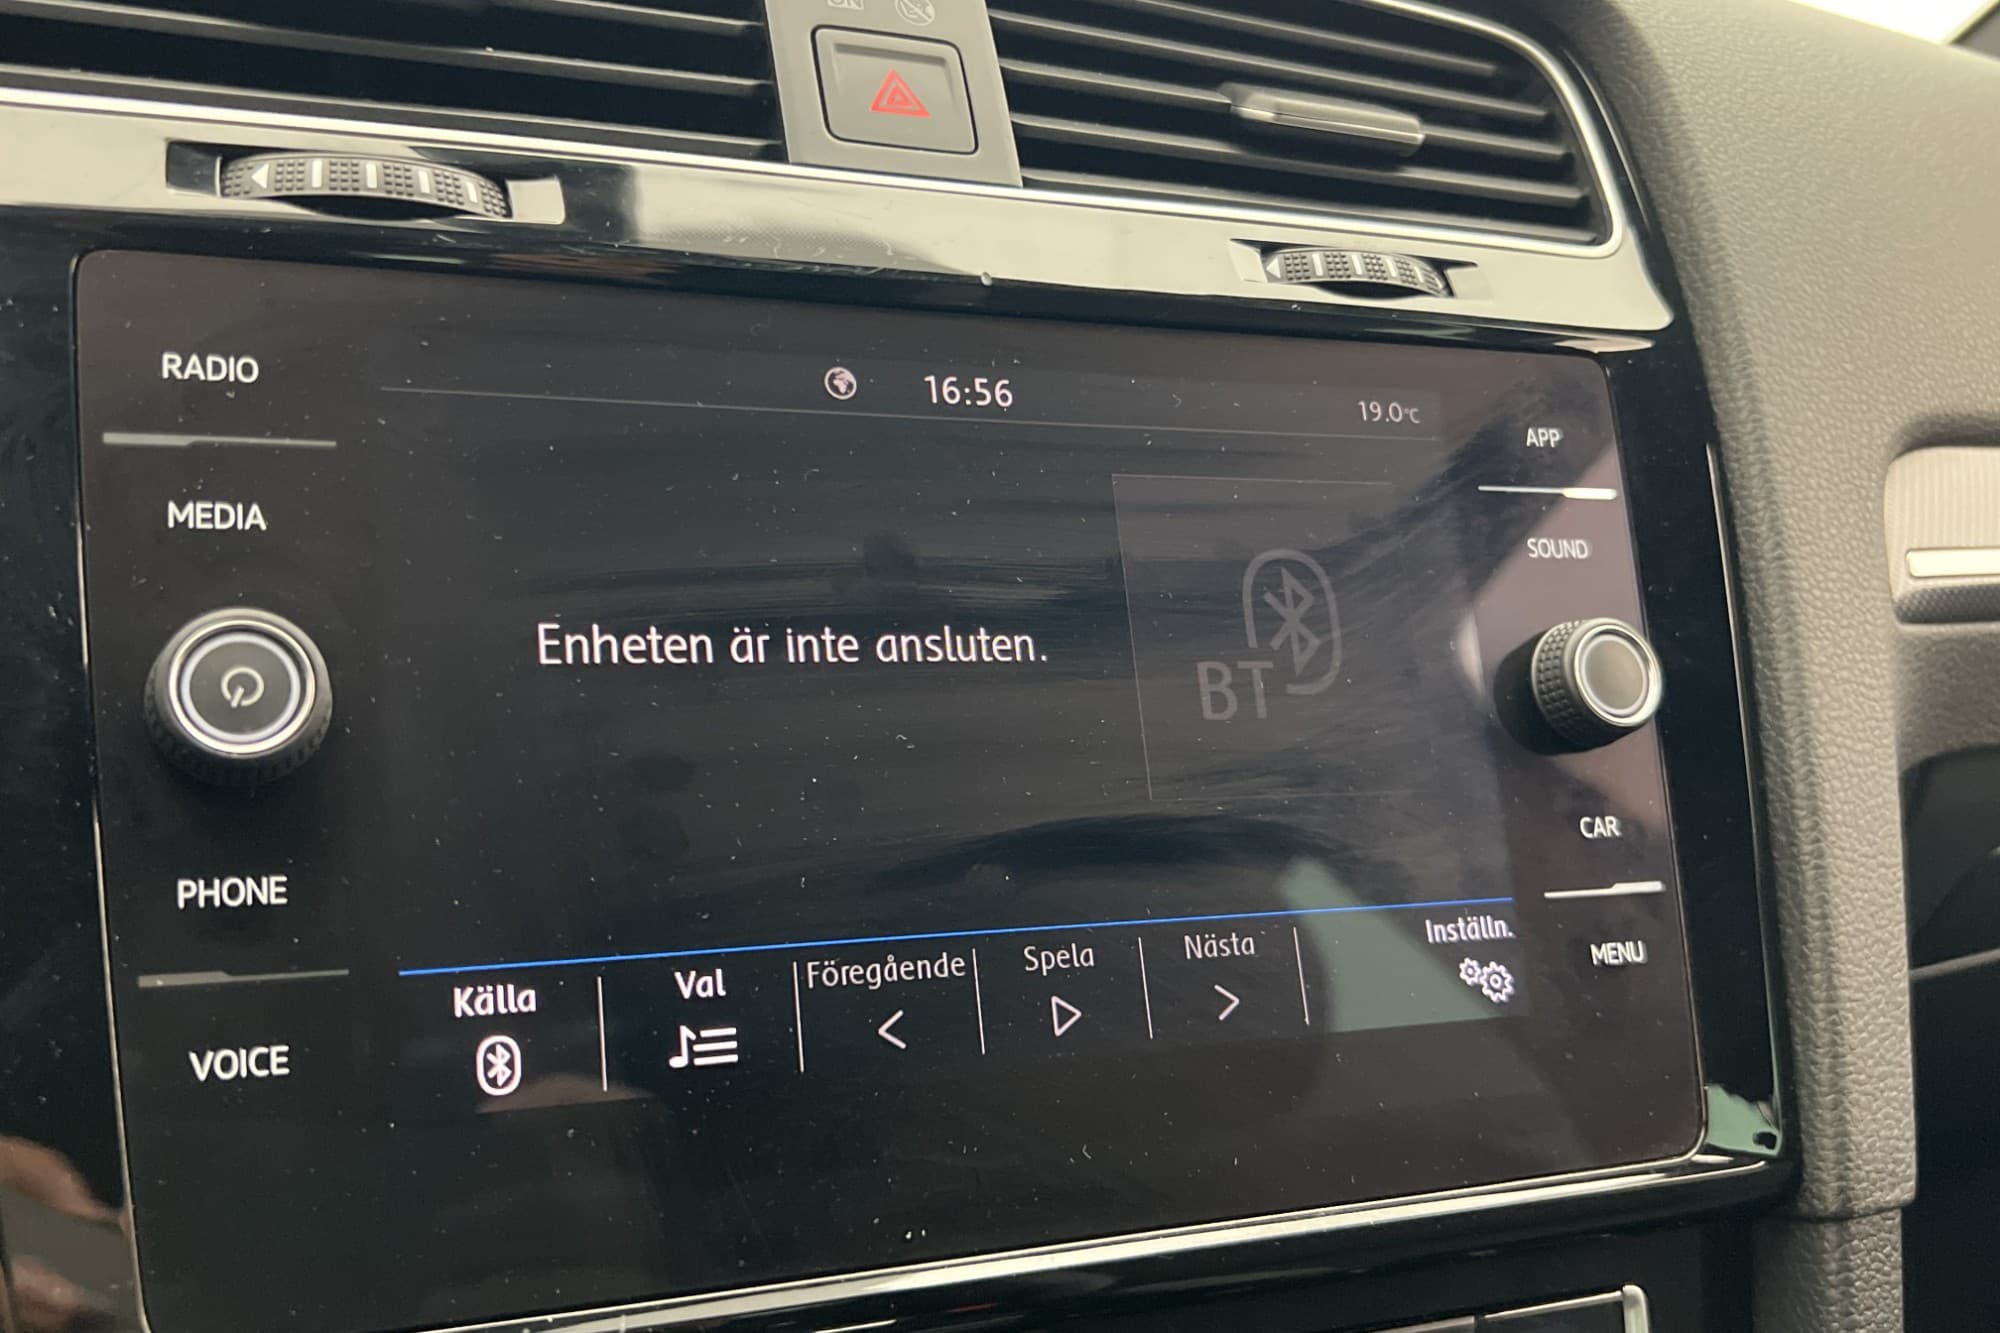 RADIO
MEDIA
PHONE
VOICE
16:56
19.0°C
Enheten är inte ansluten.
BT
Källa
Val
Föregående
Spela
Nästa
Inställn.
APP
SOUND
CAR
MENU